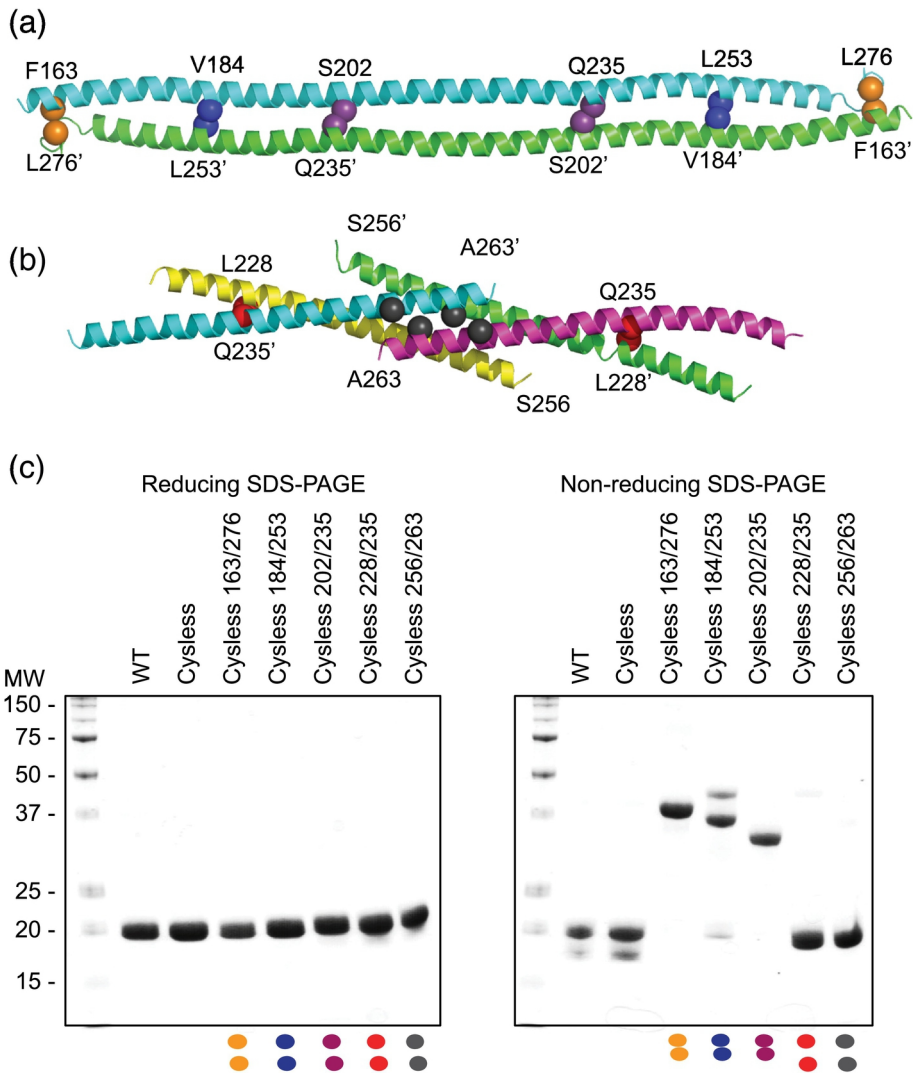 (a)
F163 V184 S202 Q235 L253 L276
L276’ L253’ Q235’ S202’ V184’ F163’
(b)
S256’
A263’
L228
Q235
Q235’
A263
L228’
S256
(c)
Reducing SDS-PAGE
Non-reducing SDS-PAGE
MW
WT
Cysless
Cysless 163/276
Cysless 184/253
Cysless 202/235
Cysless 228/235
Cysless 256/263
WT
Cysless
Cysless 163/276
Cysless 184/253
Cysless 202/235
Cysless 228/235
Cysless 256/263
150 -
75 -
50 -
37 -
25 -
20 -
15 -